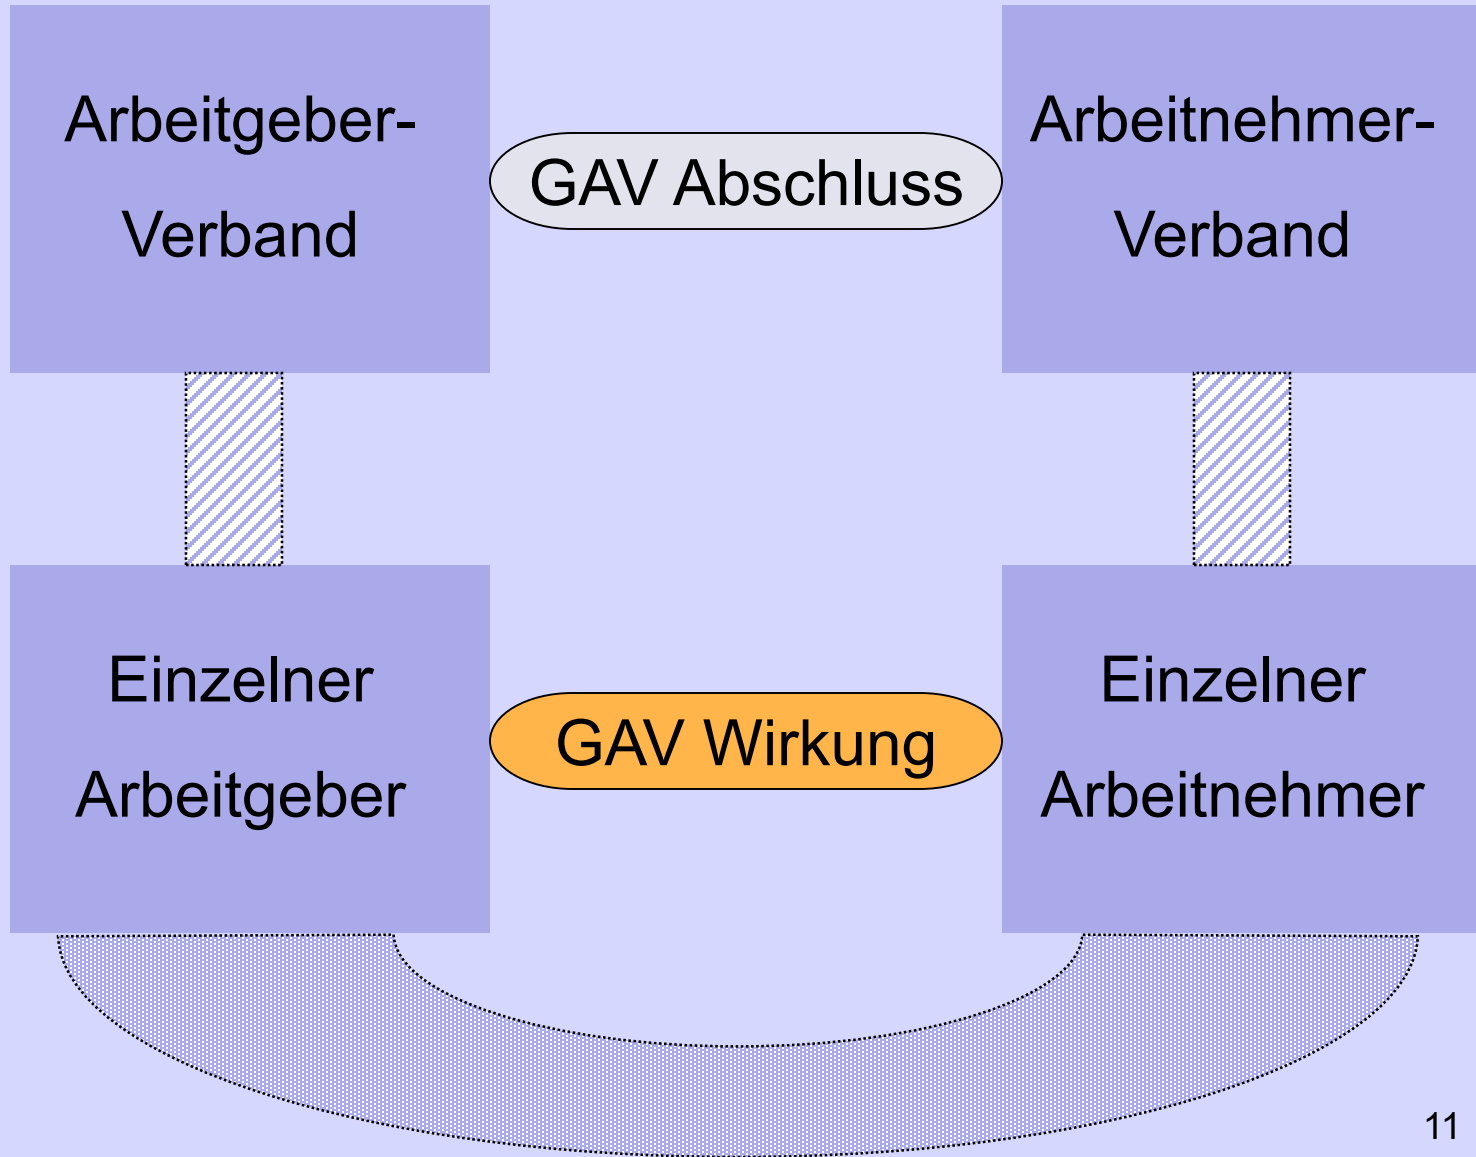 Arbeitgeber-
Verband
GAV Abschluss
Arbeitnehmer-
Verband
Einzelner
Arbeitgeber
GAV Wirkung
Einzelner
Arbeitnehmer
11